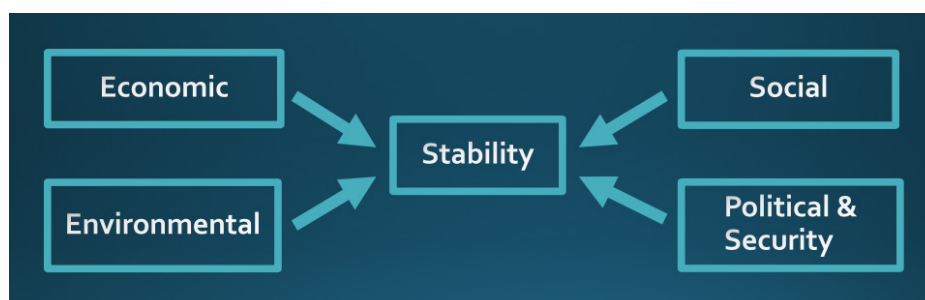 Economic
Social
Stability
Environmental
Political &
Security